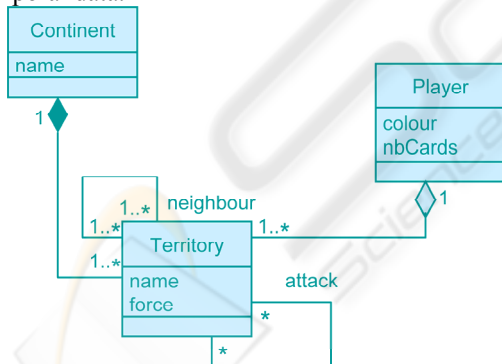 Continent
name
1
Player
colour
nbCards
1
neighbour
1..*
1..*
1..*
1..*
Territory
name
force
attack
*
*